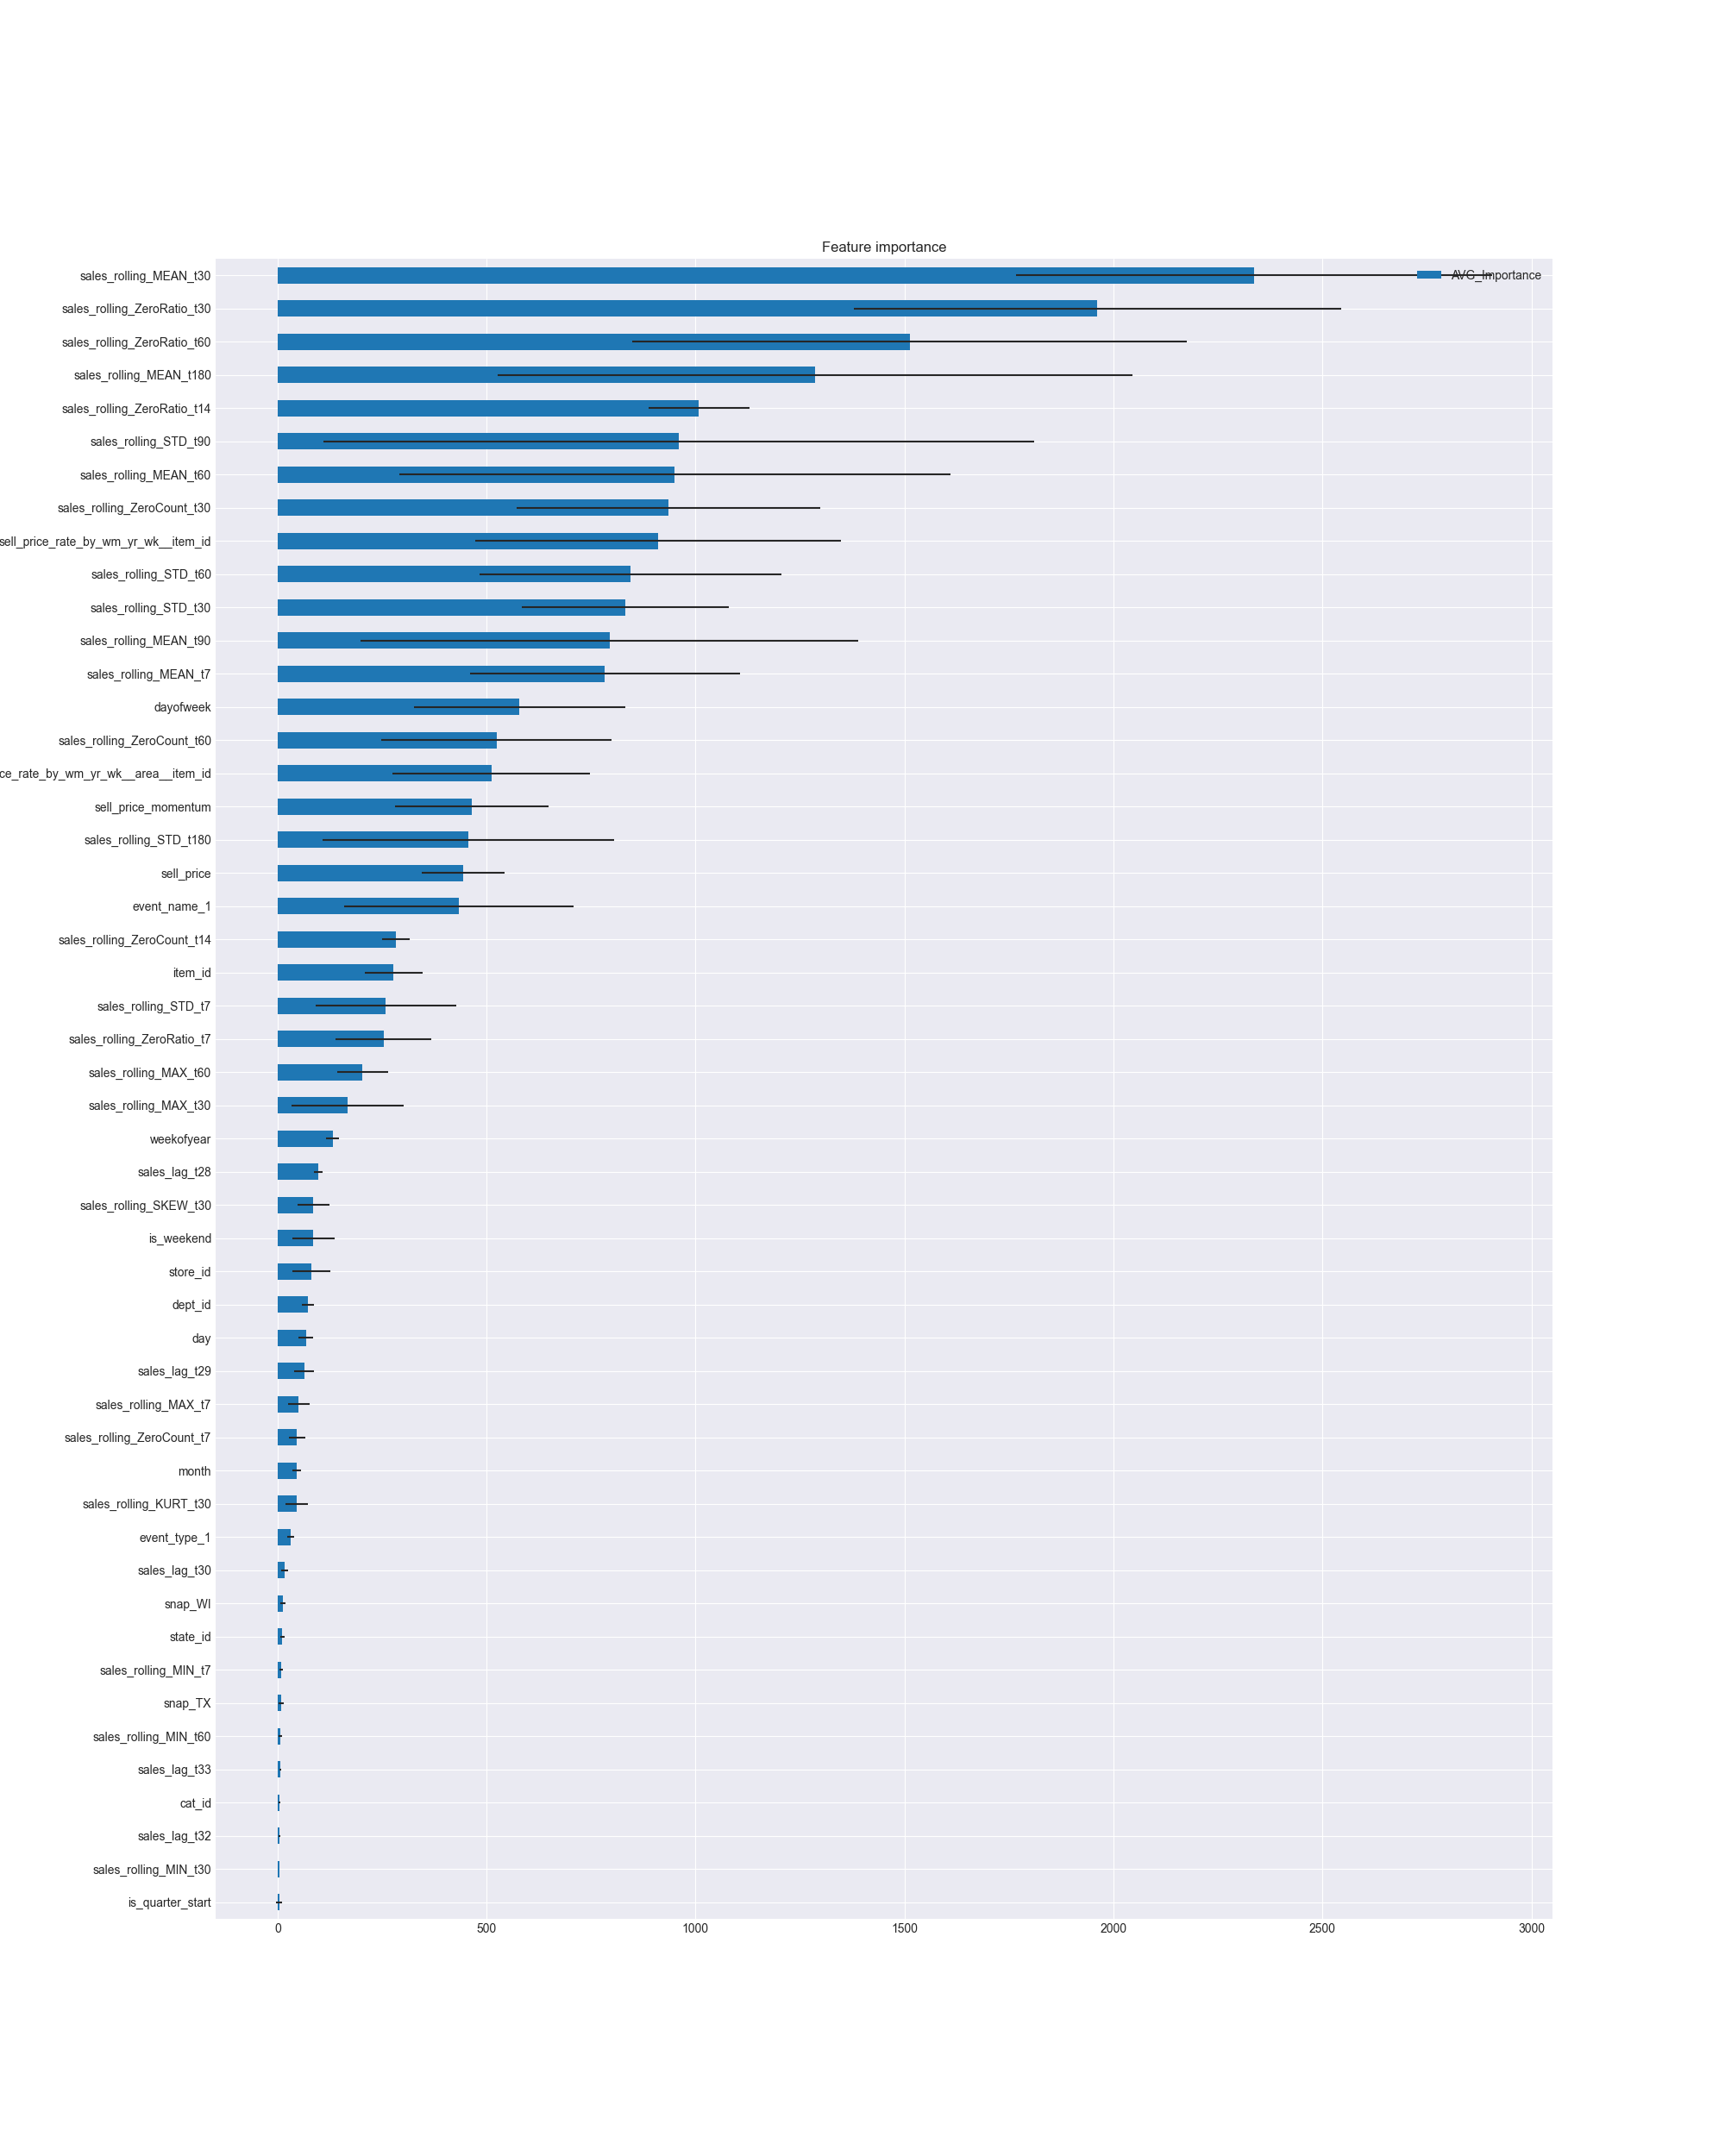 Feature importance
AVG_Importance
sales_rolling_MEAN_t30
sales_rolling_ZeroRatio_t30
sales_rolling_ZeroRatio_t60
sales_rolling_MEAN_t180
sales_rolling_ZeroRatio_t14
sales_rolling_STD_t90
sales_rolling_MEAN_t60
sales_rolling_ZeroCount_t30
sell_price_rate_by_wm_yr_wk__item_id
sales_rolling_STD_t60
sales_rolling_STD_t30
sales_rolling_MEAN_t90
sales_rolling_MEAN_t7
dayofweek
sales_rolling_ZeroCount_t60
ce_rate_by_wm_yr_wk__area__item_id
sell_price_momentum
sales_rolling_STD_t180
sell_price
event_name_1
sales_rolling_ZeroCount_t14
item_id
sales_rolling_STD_t7
sales_rolling_ZeroRatio_t7
sales_rolling_MAX_t60
sales_rolling_MAX_t30
weekofyear
sales_lag_t28
sales_rolling_SKEW_t30
is_weekend
store_id
dept_id
day
sales_lag_t29
sales_rolling_MAX_t7
sales_rolling_ZeroCount_t7
month
sales_rolling_KURT_t30
event_type_1
sales_lag_t30
snap_WI
state_id
sales_rolling_MIN_t7
snap_TX
sales_rolling_MIN_t60
sales_lag_t33
cat_id
sales_lag_t32
sales_rolling_MIN_t30
is_quarter_start
0 500 1000 1500 2000 2500 3000